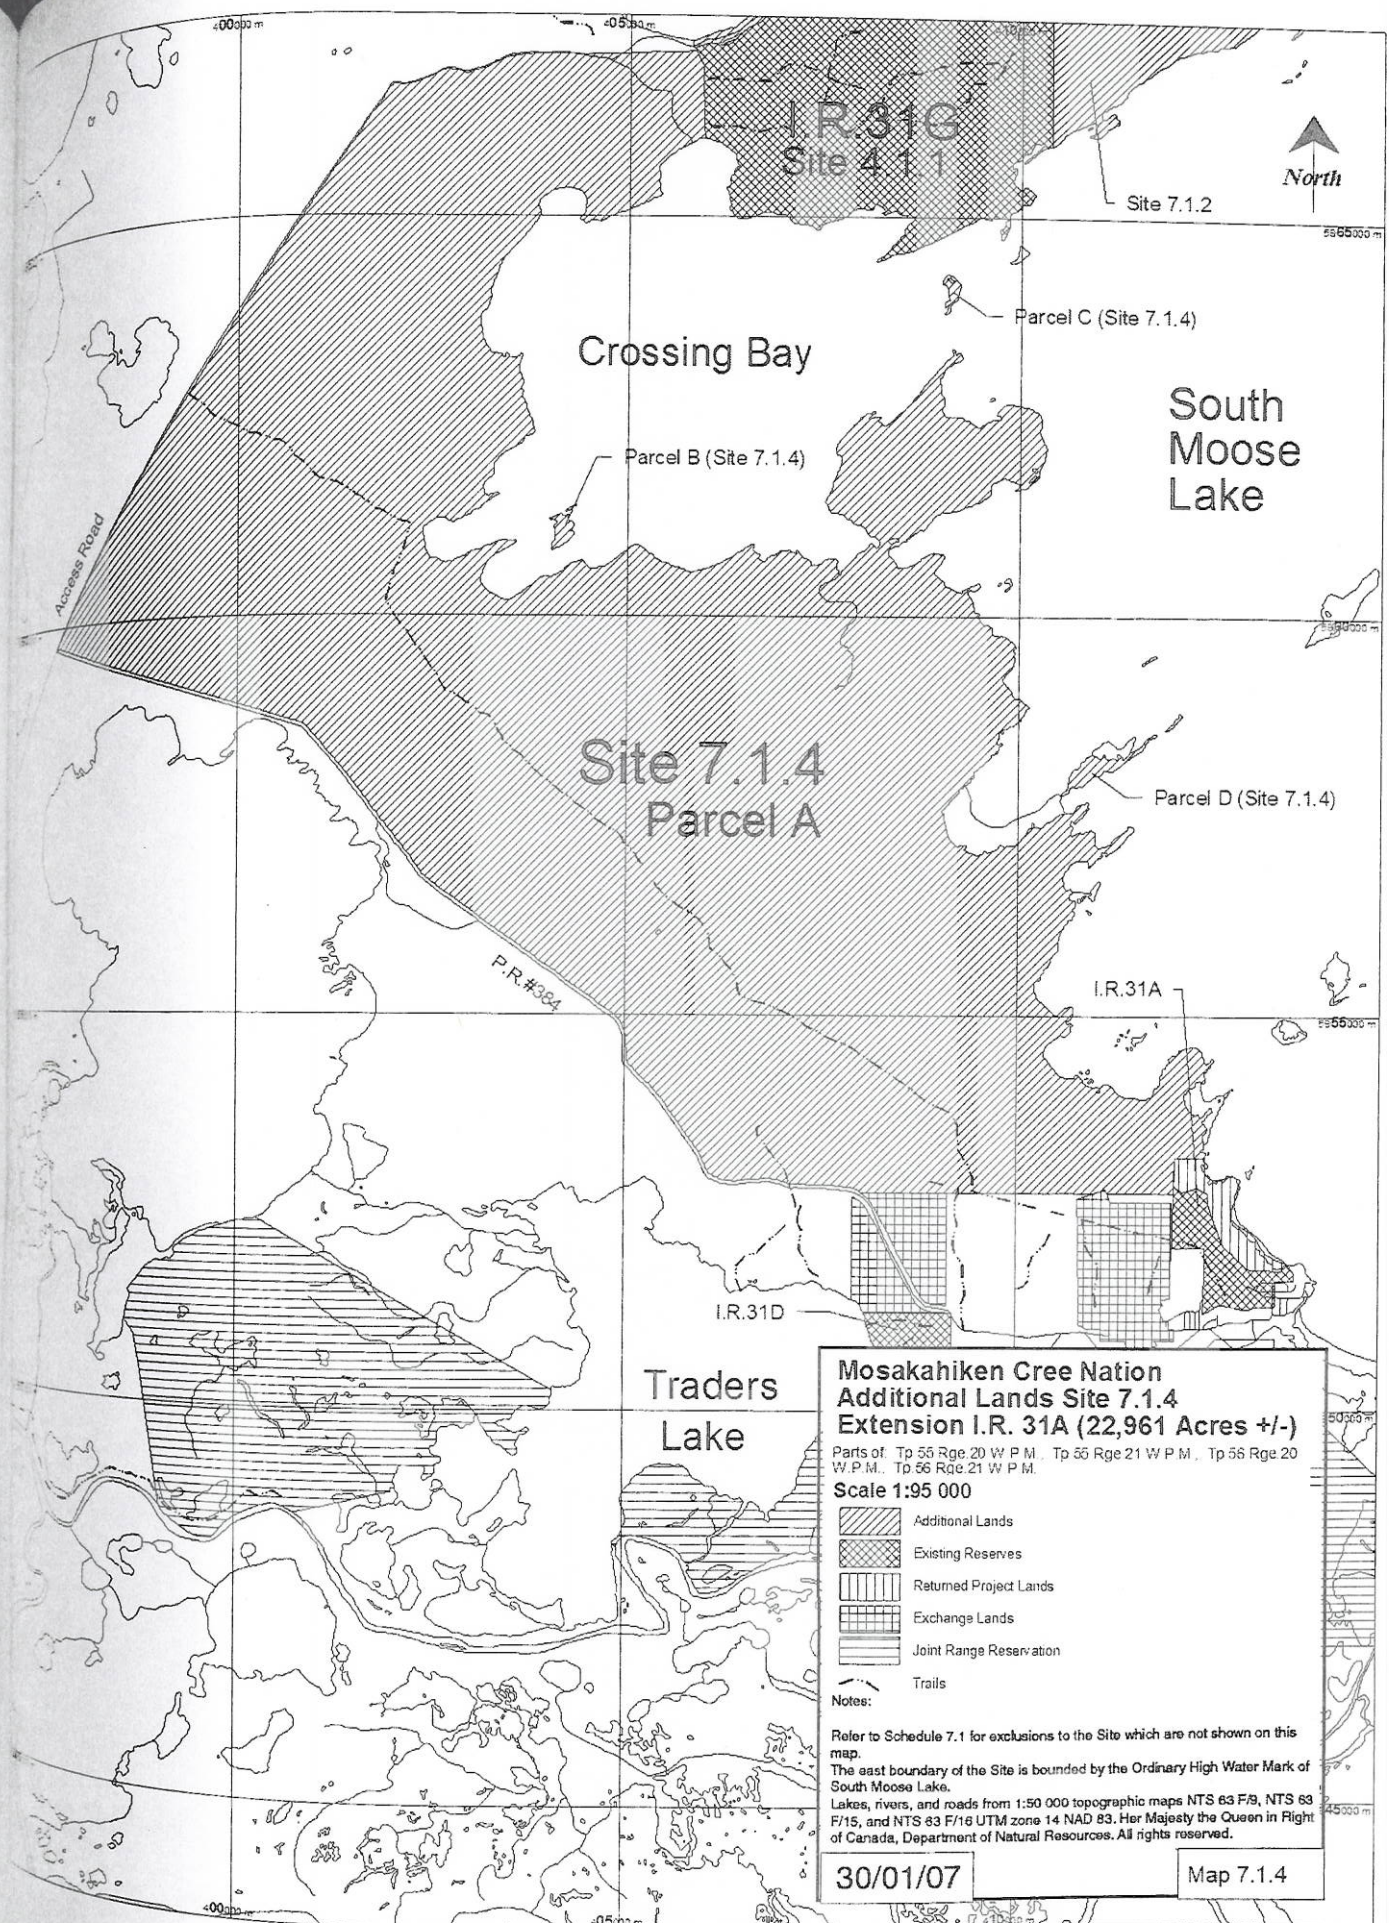 400000 m
405000 m
I.R.31G
Site 4.1.1
North
Site 7.1.2
5865000 m
Parcel C (Site 7.1.4)
Crossing Bay
South
Moose
Lake
Parcel B (Site 7.1.4)
Access Road
Site 7.1.4
Parcel A
Parcel D (Site 7.1.4)
P.R.#384
I.R.31A
5855000 m
I.R.31D
Traders
Lake
Mosakahiken Cree Nation
Additional Lands Site 7.1.4
Extension I.R. 31A (22,961 Acres +/-)
Parts of: Tp 55 Rge.20 W P M., Tp 55 Rge 21 W P M., Tp 56 Rge 20
W.P.M., Tp.56 Rge.21 W P M.
Scale 1:95 000
50000 m
Additional Lands
Existing Reserves
Returned Project Lands
Exchange Lands
Joint Range Reservation
Trails
Notes:
Refer to Schedule 7.1 for exclusions to the Site which are not shown on this
map.
The east boundary of the Site is bounded by the Ordinary High Water Mark of
South Moose Lake.
Lakes, rivers, and roads from 1:50 000 topographic maps NTS 63 F/9, NTS 63
F/15, and NTS 63 F/16 UTM zone 14 NAD 83. Her Majesty the Queen in Right
of Canada, Department of Natural Resources. All rights reserved.
45000 m
30/01/07
Map 7.1.4
400000 m